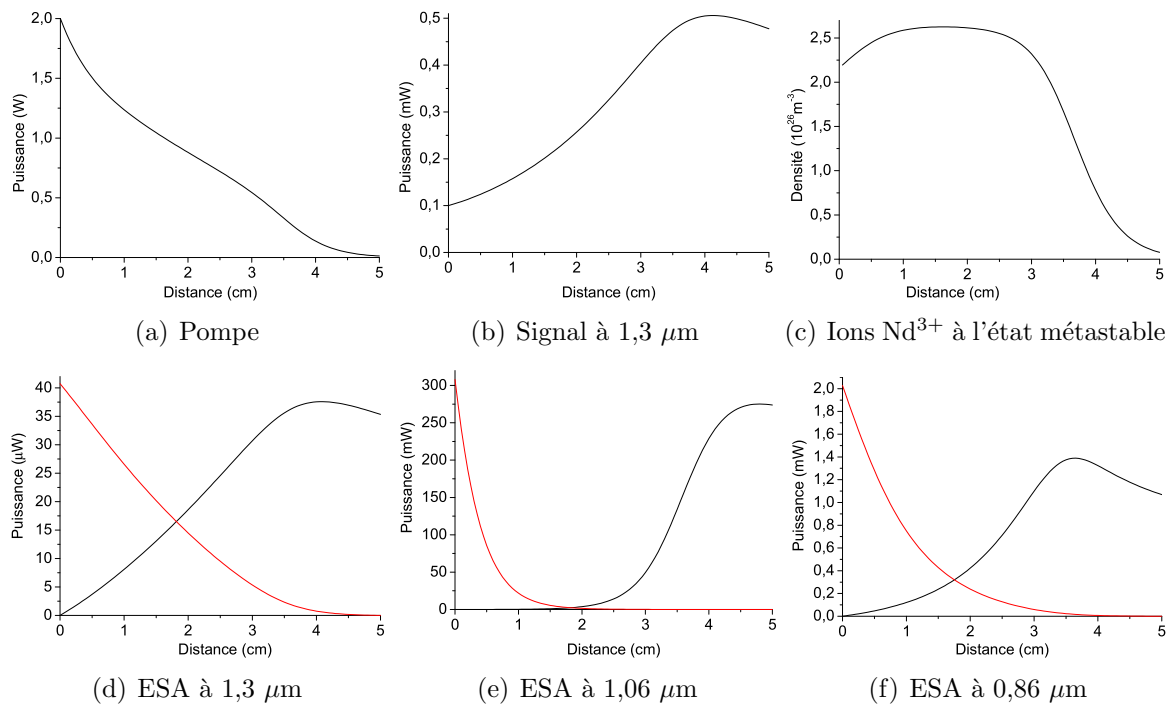 2,0
1,5
1,0
0,5
0,0
Puissance (W)
0 1 2 3 4 5
Distance (cm)
(a) Pompe
0,5
0,4
0,3
0,2
0,1
0,0
Puissance (mW)
0 1 2 3 4 5
Distance (cm)
(b) Signal à 1,3 μm
2,5
2,0
1,5
1,0
0,5
0,0
Densité (10²⁶m⁻³)
0 1 2 3 4 5
Distance (cm)
(c) Ions Nd³⁺ à l'état métastable
40
35
30
25
20
15
10
5
0
Puissance (μW)
0 1 2 3 4 5
Distance (cm)
(d) ESA à 1,3 μm
300
250
200
150
100
50
0
Puissance (mW)
0 1 2 3 4 5
Distance (cm)
(e) ESA à 1,06 μm
2,0
1,8
1,6
1,4
1,2
1,0
0,8
0,6
0,4
0,2
0,0
Puissance (mW)
0 1 2 3 4 5
Distance (cm)
(f) ESA à 0,86 μm